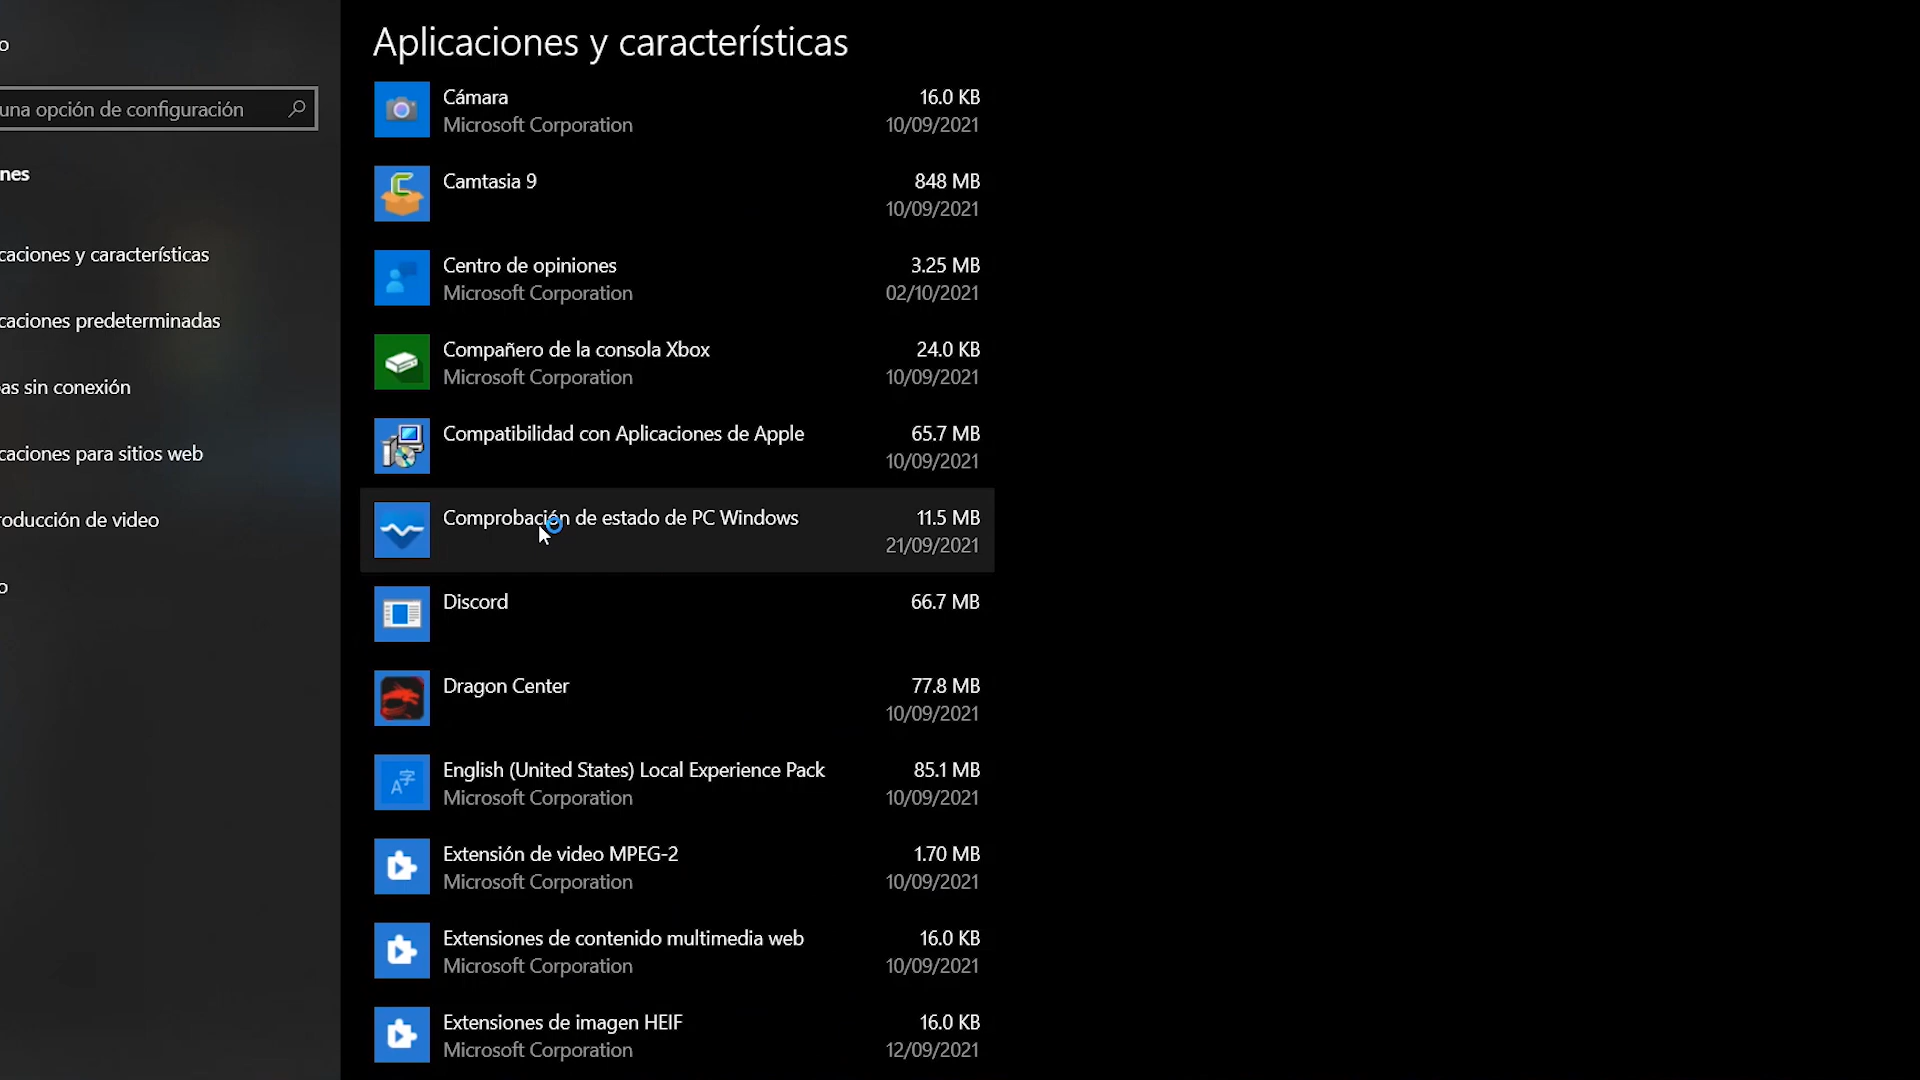 o
una opción de configuración
nes
caciones y características
caciones predeterminadas
as sin conexión
caciones para sitios web
roducción de video
o
Aplicaciones y características
Cámara 16.0 KB
Microsoft Corporation 10/09/2021
Camtasia 9 848 MB
10/09/2021
Centro de opiniones 3.25 MB
Microsoft Corporation 02/10/2021
Compañero de la consola Xbox 24.0 KB
Microsoft Corporation 10/09/2021
Compatibilidad con Aplicaciones de Apple 65.7 MB
10/09/2021
Comprobación de estado de PC Windows 11.5 MB
21/09/2021
Discord 66.7 MB
Dragon Center 77.8 MB
10/09/2021
English (United States) Local Experience Pack 85.1 MB
Microsoft Corporation 10/09/2021
Extensión de video MPEG-2 1.70 MB
Microsoft Corporation 10/09/2021
Extensiones de contenido multimedia web 16.0 KB
Microsoft Corporation 10/09/2021
Extensiones de imagen HEIF 16.0 KB
Microsoft Corporation 12/09/2021